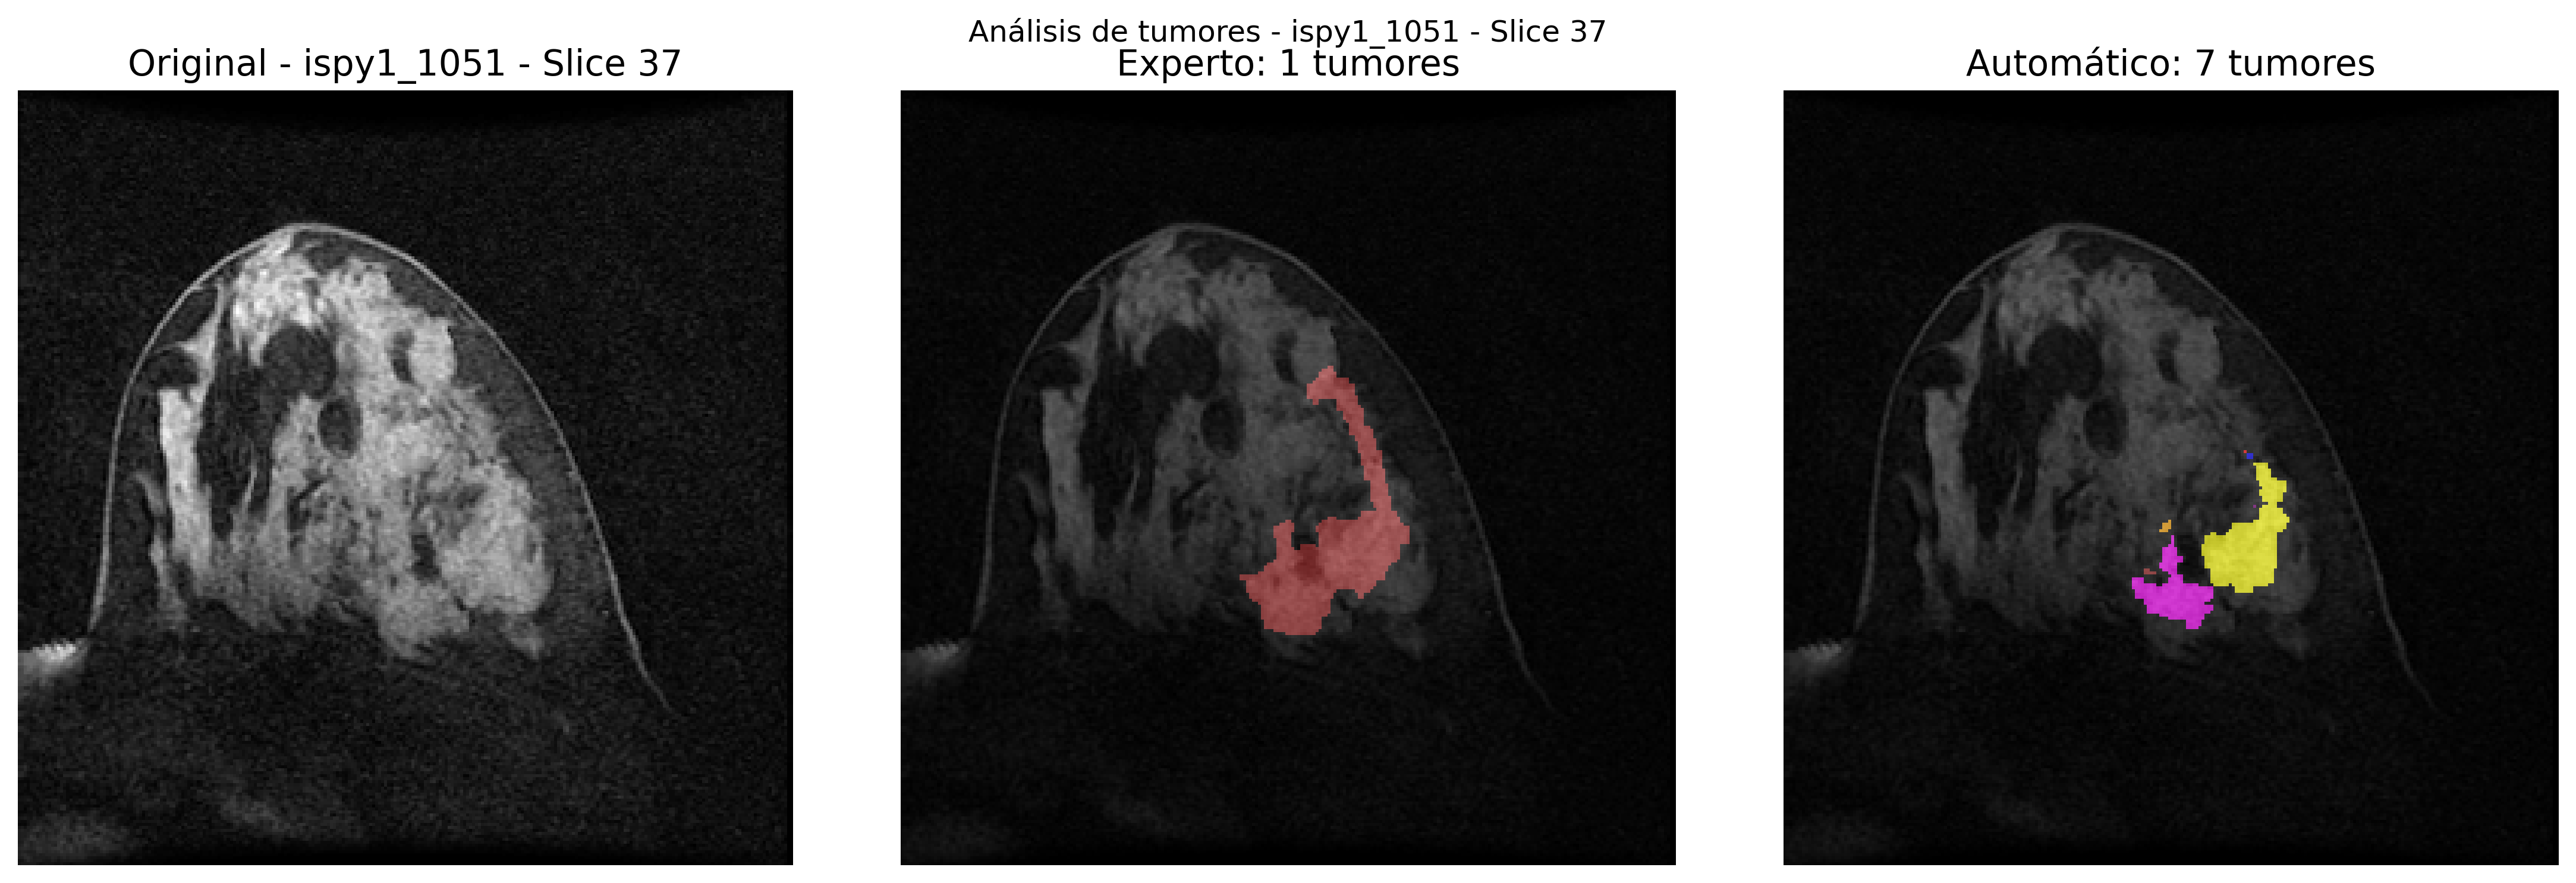 Análisis de tumores - ispy1_1051 - Slice 37
Original - ispy1_1051 - Slice 37
Experto: 1 tumores
Automático: 7 tumores